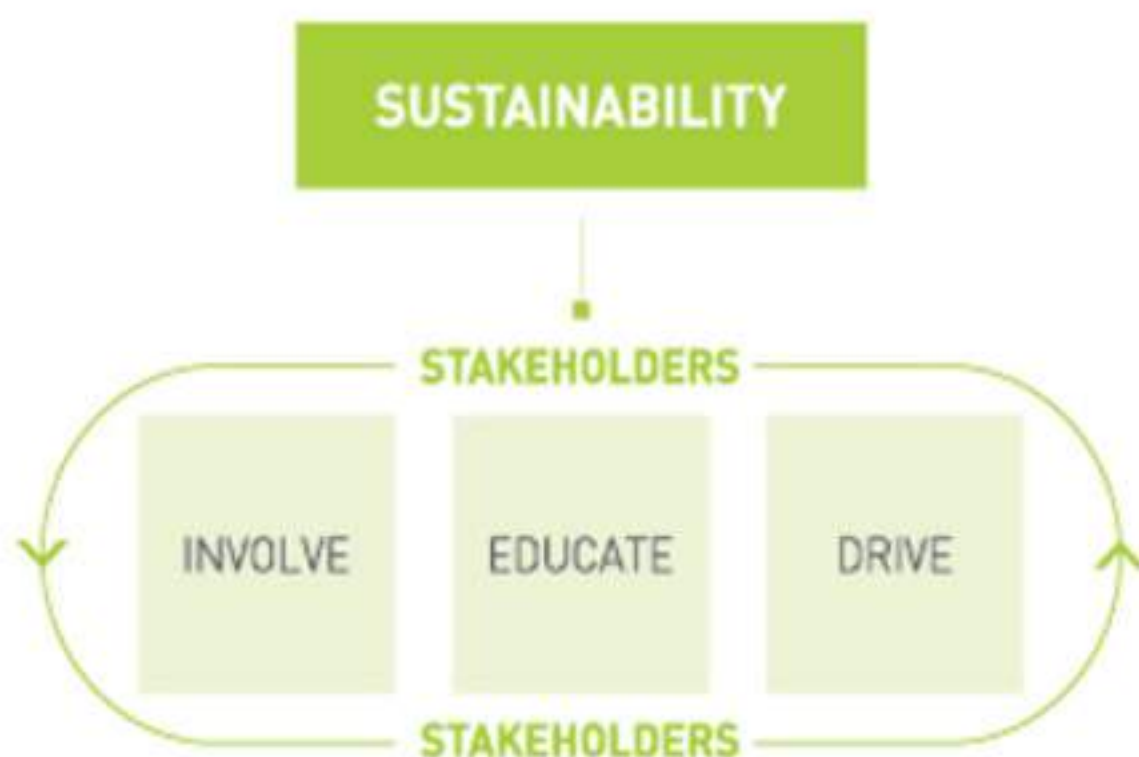 SUSTAINABILITY
STAKEHOLDERS
INVOLVE EDUCATE DRIVE
STAKEHOLDERS